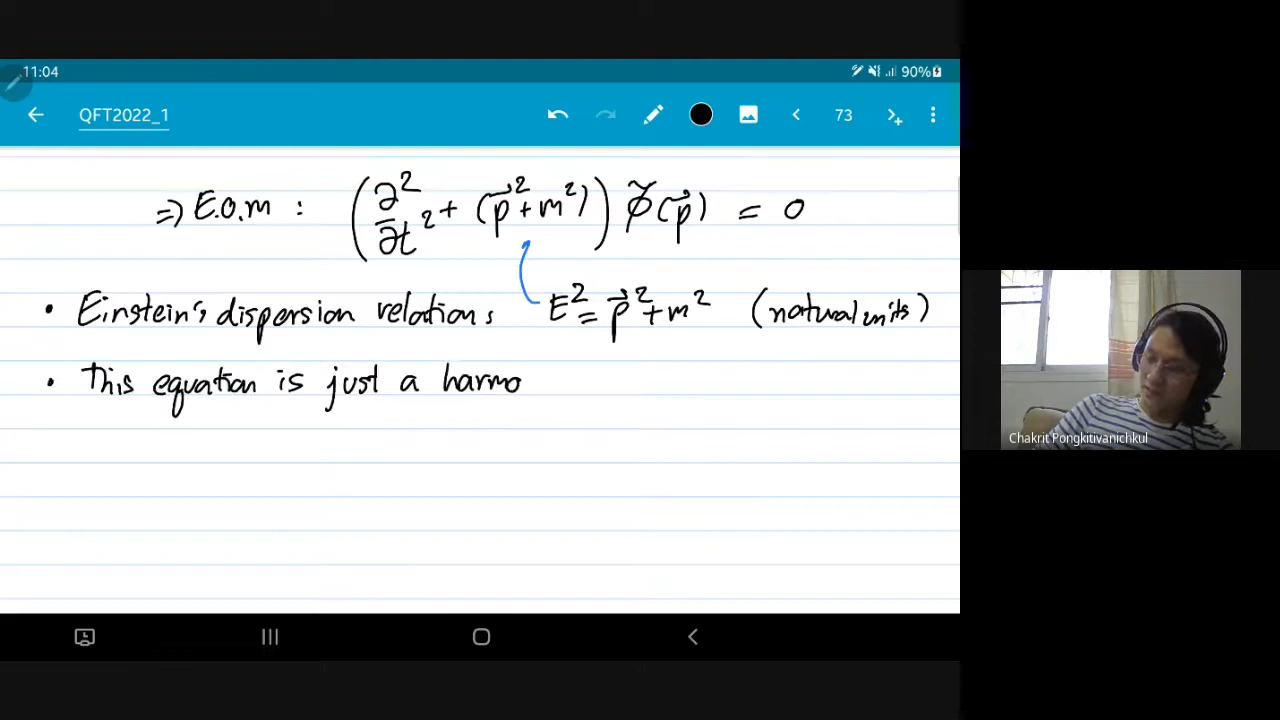 11:04
90%
QFT2022_1
73
⇒ E.O.M : (∂²/∂t² + (p⃗² + m²)) φ̃(p⃗) = 0
• Einstein's dispersion relation: E² = p⃗² + m² (natural units)
• This equation is just a harmo
Chakrit Pongkitivanichkul